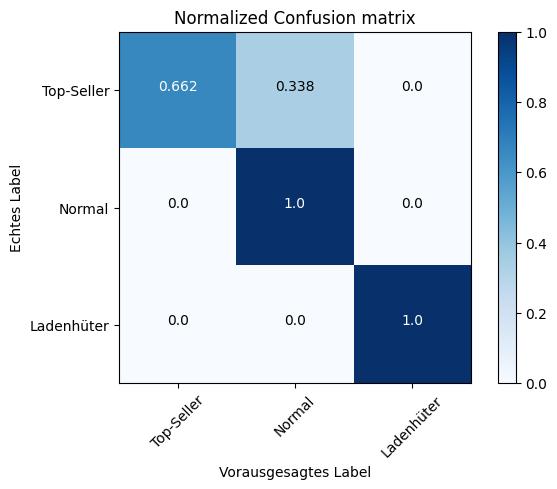 Normalized Confusion matrix
Echtes Label
Top-Seller
0.662
0.338
0.0
Normal
0.0
1.0
0.0
Ladenhüter
0.0
0.0
1.0
Top-Seller
Normal
Ladenhüter
Vorausgesagtes Label
1.0
0.8
0.6
0.4
0.2
0.0